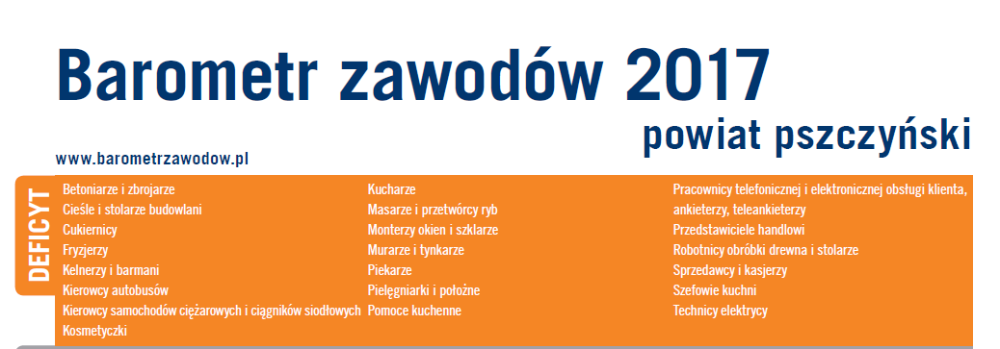 Barometr zawodów 2017
powiat pszczyński
www.barometrzawodow.pl
DEFICYT
Betoniarze i zbrojarze
Cieśle i stolarze budowlani
Cukiernicy
Fryzjerzy
Kelnerzy i barmani
Kierowcy autobusów
Kierowcy samochodów ciężarowych i ciągników siodłowych
Kosmetyczki
Kucharze
Masarze i przetwórcy ryb
Monterzy okien i szklarze
Murarze i tynkarze
Piekarze
Pielęgniarki i położne
Pomoce kuchenne
Pracownicy telefonicznej i elektronicznej obsługi klienta,
ankieterzy, teleankieterzy
Przedstawiciele handlowi
Robotnicy obróbki drewna i stolarze
Sprzedawcy i kasjerzy
Szefowie kuchni
Technicy elektrycy